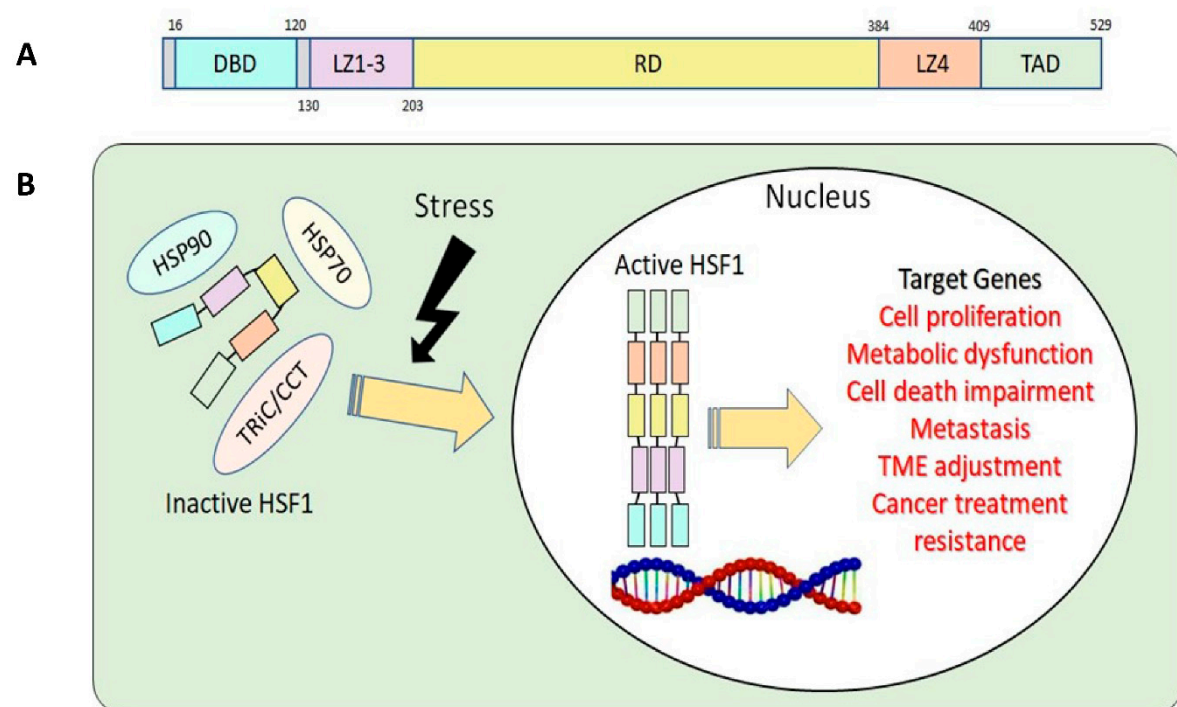 A
16 120 384 409 529
DBD LZ1-3 RD LZ4 TAD
130 203
B
HSP90
HSP70
TRiC/CCT
Inactive HSF1
Stress
Nucleus
Active HSF1
Target Genes
Cell proliferation
Metabolic dysfunction
Cell death impairment
Metastasis
TME adjustment
Cancer treatment
resistance